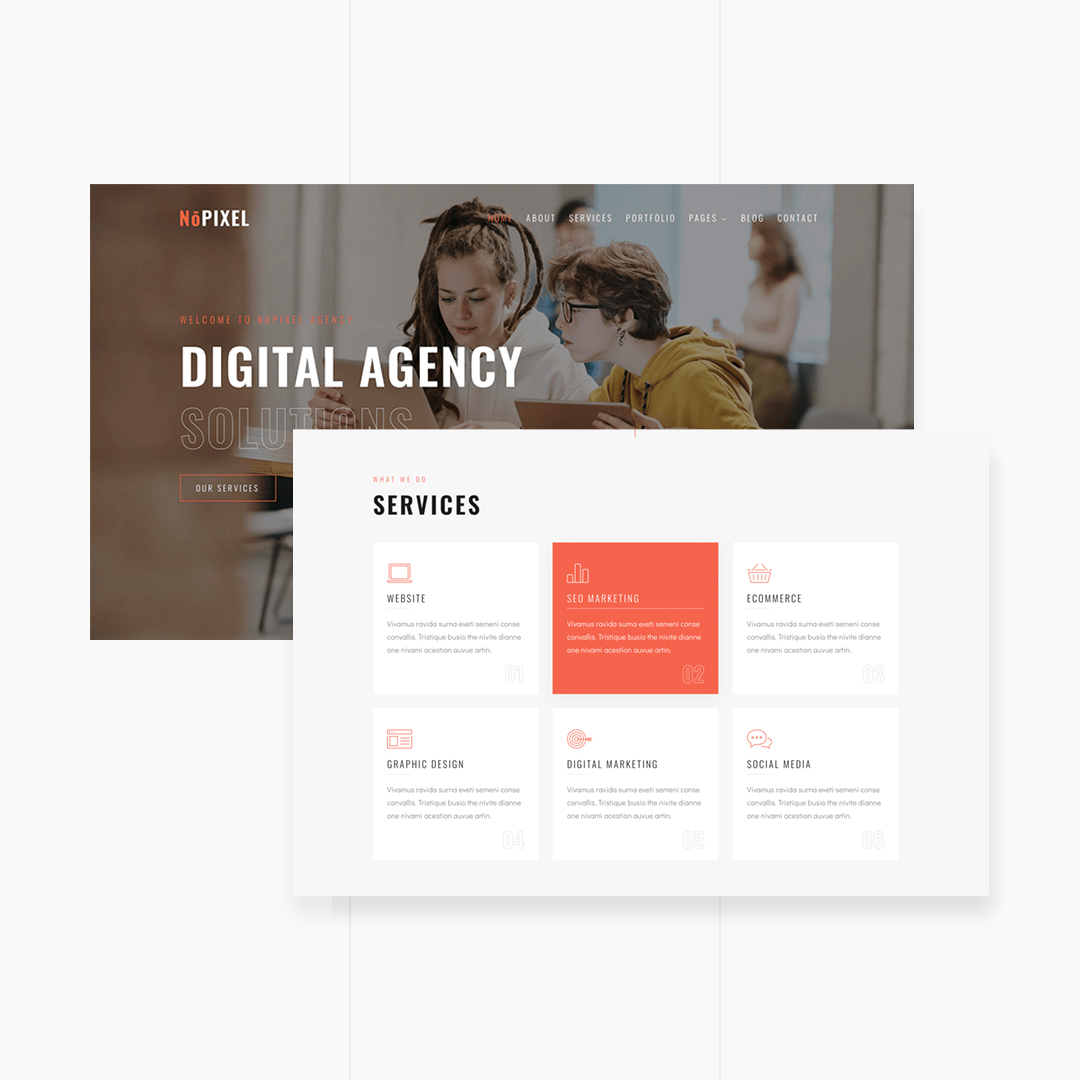 NōPIXEL
HOME ABOUT SERVICES PORTFOLIO PAGES BLOG CONTACT
WELCOME TO NOPIXEL AGENCY
DIGITAL AGENCY
SOLUTIONS
OUR SERVICES
WHAT WE DO
SERVICES
WEBSITE
Vivamus ravida surna eveti semeni conse
convallis. Tristique busio the nivite dianne
one nivami acestion auvue artin.
01
SEO MARKETING
Vivamus ravida surna eveti semeni conse
convallis. Tristique busio the nivite dianne
one nivami acestion auvue artin.
02
ECOMMERCE
Vivamus ravida surna eveti semeni conse
convallis. Tristique busio the nivite dianne
one nivami acestion auvue artin.
03
GRAPHIC DESIGN
Vivamus ravida surna eveti semeni conse
convallis. Tristique busio the nivite dianne
one nivami acestion auvue artin.
04
DIGITAL MARKETING
Vivamus ravida surna eveti semeni conse
convallis. Tristique busio the nivite dianne
one nivami acestion auvue artin.
05
SOCIAL MEDIA
Vivamus ravida surna eveti semeni conse
convallis. Tristique busio the nivite dianne
one nivami acestion auvue artin.
06